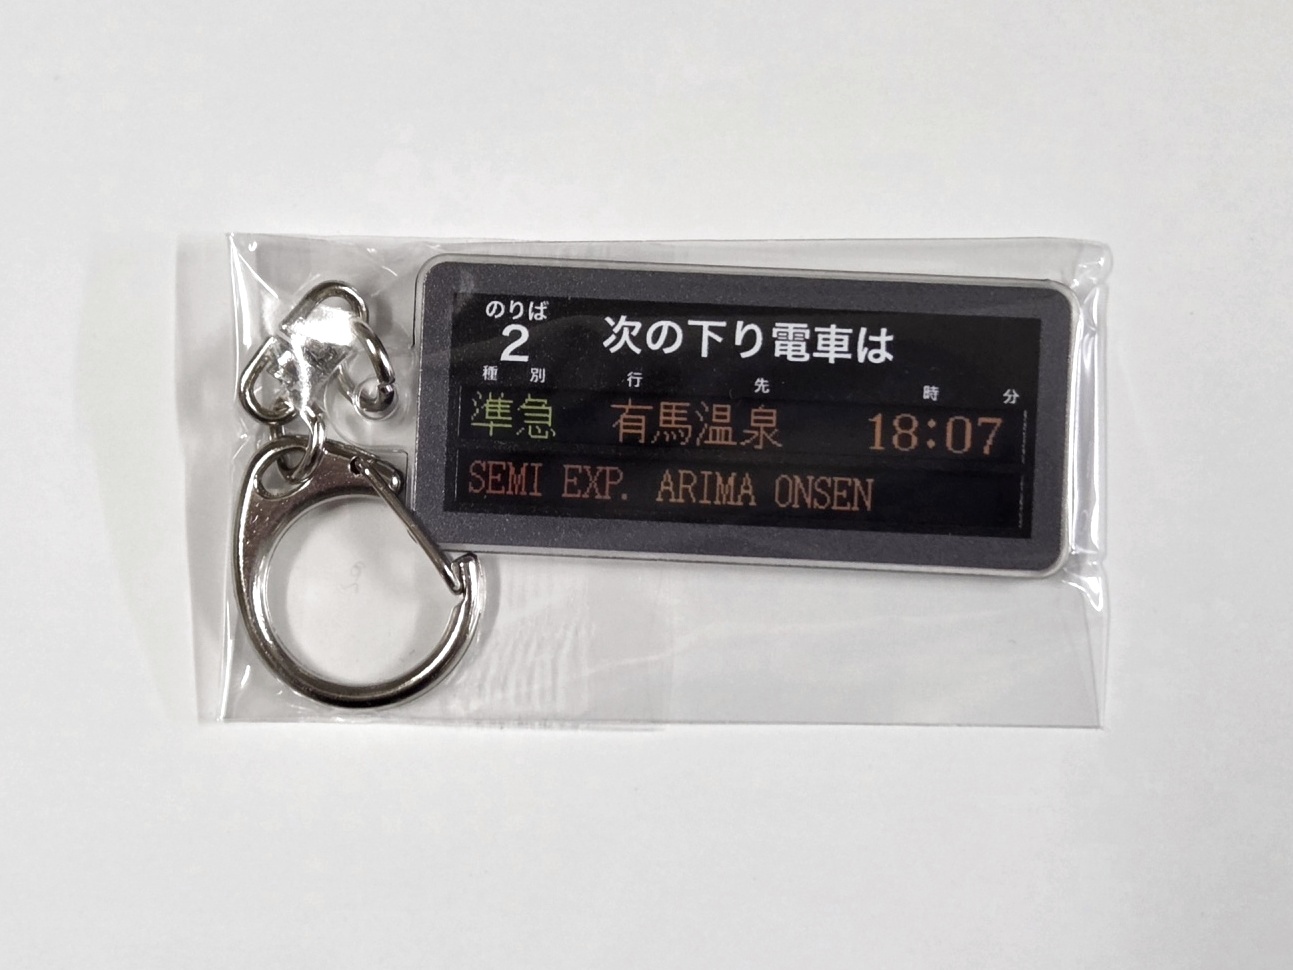 のりば
2 次の下り電車は
種別 行先 時分
準急 有馬温泉 18:07
SEMI EXP. ARIMA ONSEN